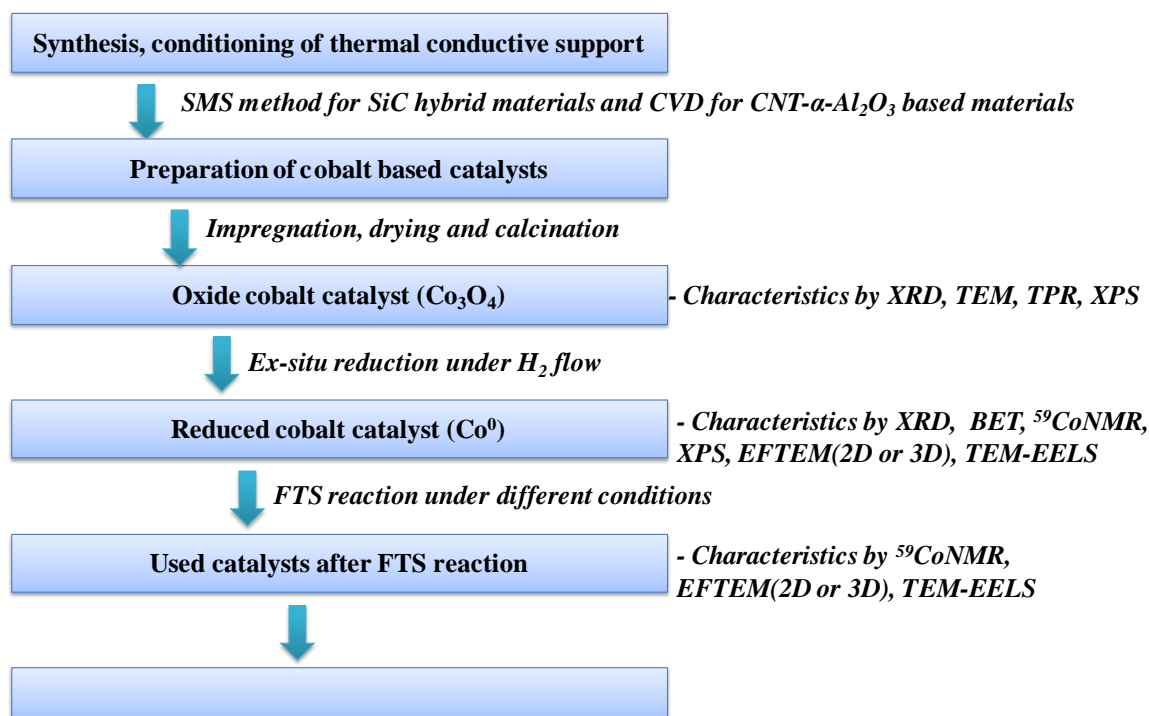 Synthesis, conditioning of thermal conductive support
SMS method for SiC hybrid materials and CVD for CNT-α-Al₂O₃ based materials
Preparation of cobalt based catalysts
Impregnation, drying and calcination
Oxide cobalt catalyst (Co₃O₄)
- Characteristics by XRD, TEM, TPR, XPS
Ex-situ reduction under H₂ flow
Reduced cobalt catalyst (Co⁰)
- Characteristics by XRD, BET, ⁵⁹CoNMR,
XPS, EFTEM(2D or 3D), TEM-EELS
FTS reaction under different conditions
Used catalysts after FTS reaction
- Characteristics by ⁵⁹CoNMR,
EFTEM(2D or 3D), TEM-EELS